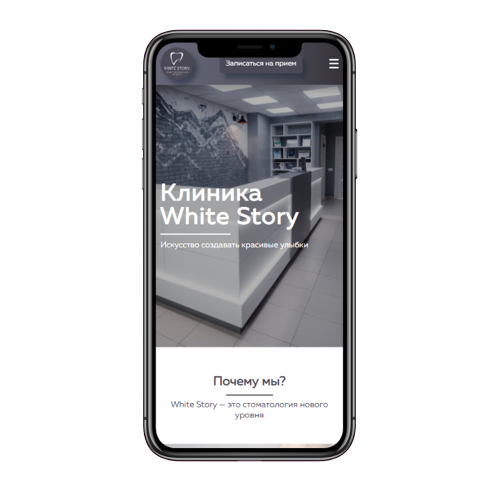 WHITE STORY
Записаться на прием
Клиника
White Story
Искусство создавать красивые улыбки
Почему мы?
White Story — это стоматология нового
уровня